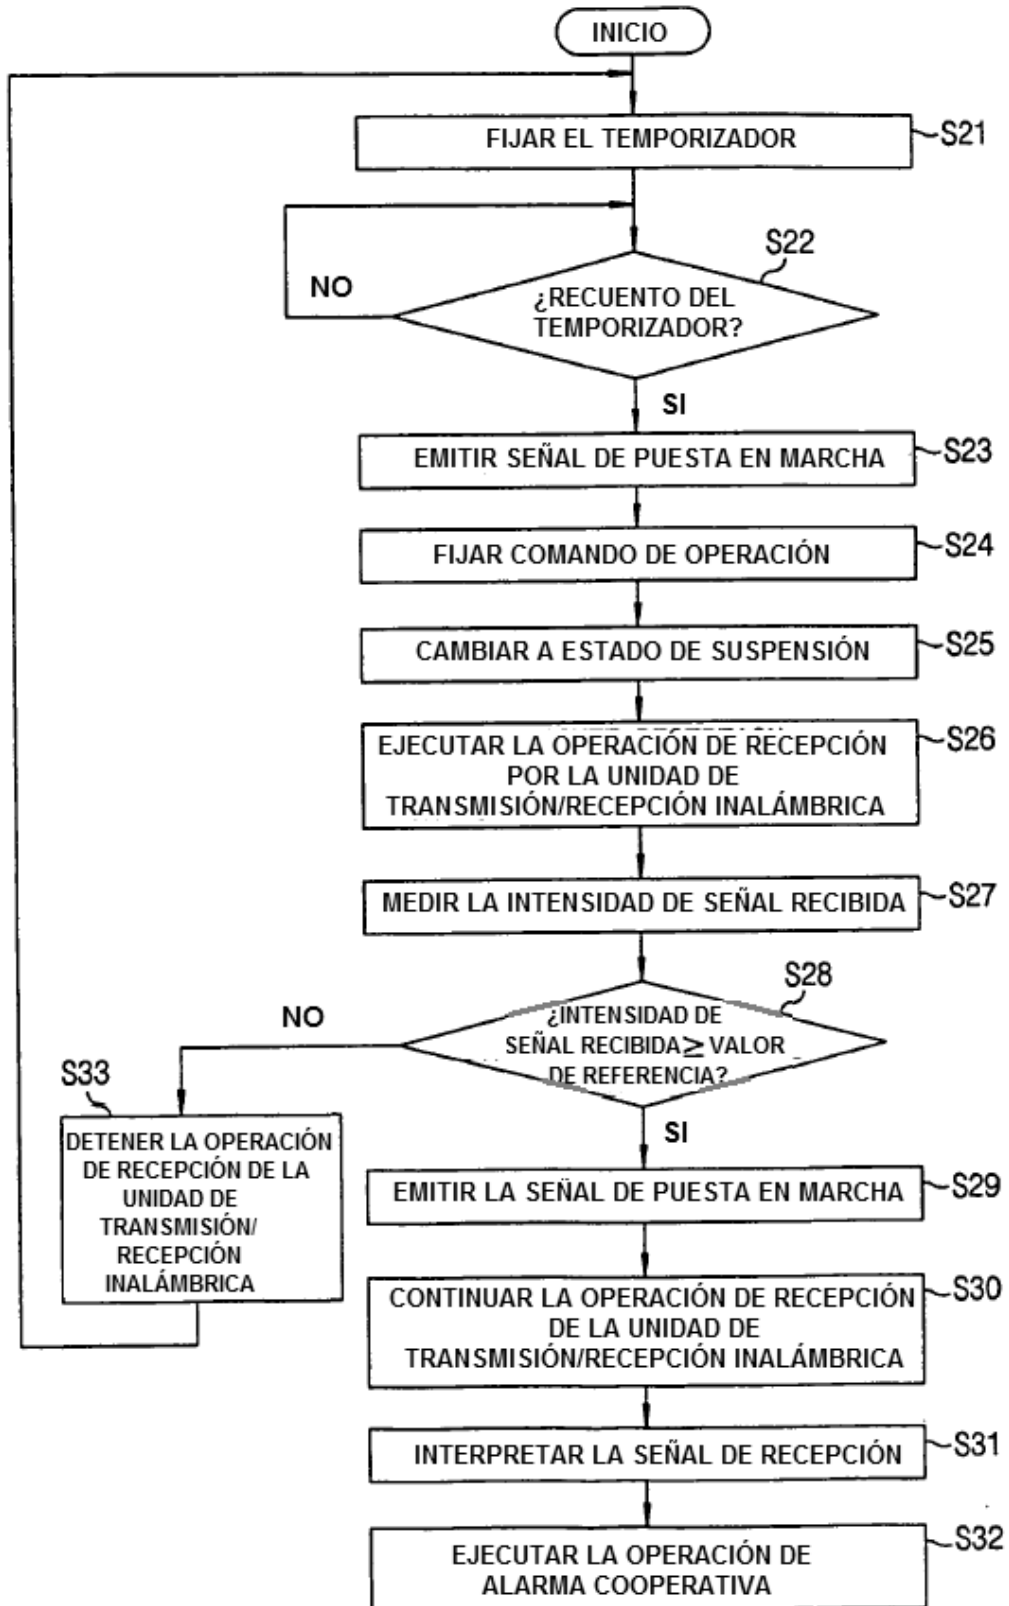 INICIO
FIJAR EL TEMPORIZADOR
S21
S22
NO
¿RECUENTO DEL
TEMPORIZADOR?
SI
EMITIR SEÑAL DE PUESTA EN MARCHA
S23
FIJAR COMANDO DE OPERACIÓN
S24
CAMBIAR A ESTADO DE SUSPENSIÓN
S25
EJECUTAR LA OPERACIÓN DE RECEPCIÓN
POR LA UNIDAD DE
TRANSMISIÓN/RECEPCIÓN INALÁMBRICA
S26
MEDIR LA INTENSIDAD DE SEÑAL RECIBIDA
S27
S28
NO
¿INTENSIDAD DE
SEÑAL RECIBIDA ≥ VALOR
DE REFERENCIA?
SI
S33
DETENER LA OPERACIÓN
DE RECEPCIÓN DE LA
UNIDAD DE
TRANSMISIÓN/
RECEPCIÓN
INALÁMBRICA
EMITIR LA SEÑAL DE PUESTA EN MARCHA
S29
CONTINUAR LA OPERACIÓN DE RECEPCIÓN
DE LA UNIDAD DE
TRANSMISIÓN/RECEPCIÓN INALÁMBRICA
S30
INTERPRETAR LA SEÑAL DE RECEPCIÓN
S31
EJECUTAR LA OPERACIÓN DE
ALARMA COOPERATIVA
S32